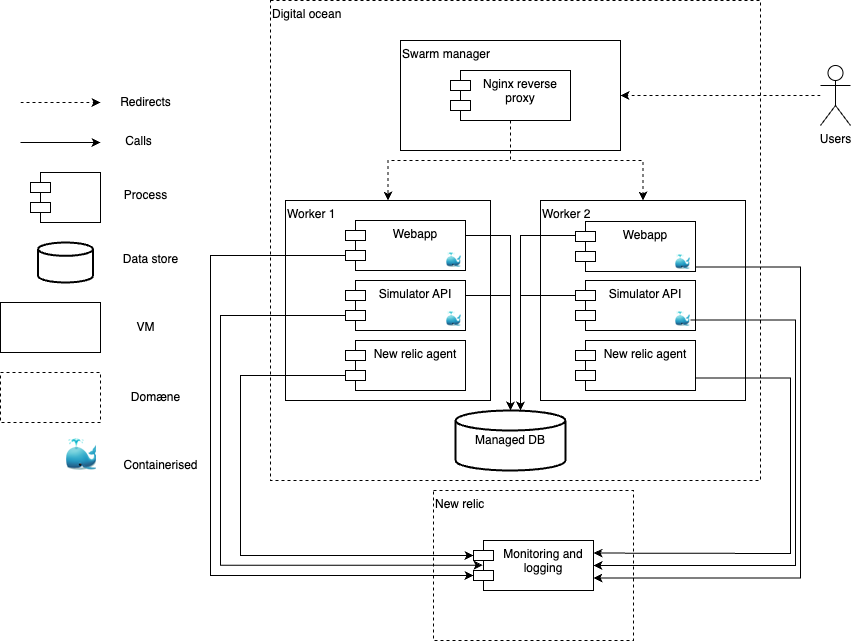 Digital ocean
Swarm manager
Nginx reverse
proxy
Users
Redirects
Calls
Process
Data store
VM
Domæne
Containerised
Worker 1
Webapp
Simulator API
New relic agent
Worker 2
Webapp
Simulator API
New relic agent
Managed DB
New relic
Monitoring and
logging